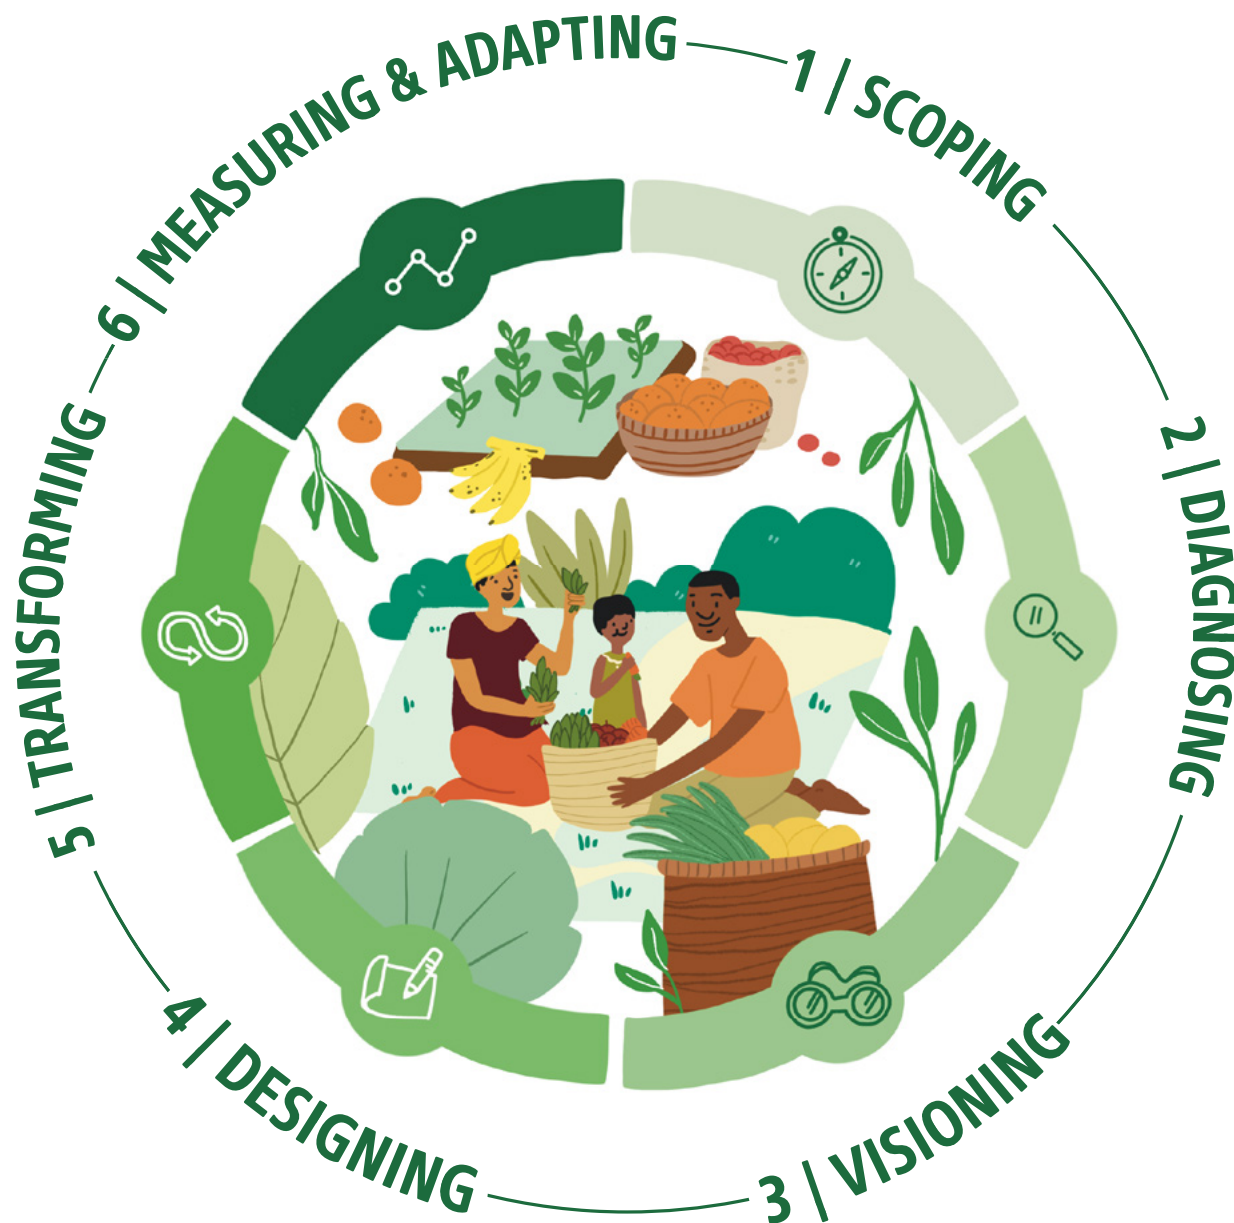 1 | SCOPING
2 | DIAGNOSING
3 | VISIONING
4 | DESIGNING
5 | TRANSFORMING
6 | MEASURING & ADAPTING